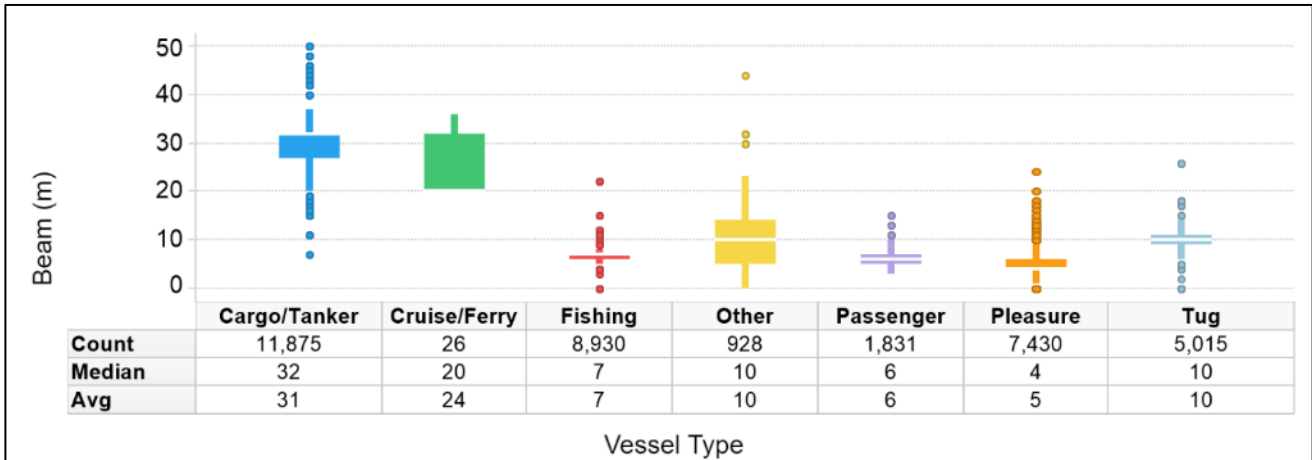 50
40
30
20
10
0
Beam (m)
Cargo/Tanker Cruise/Ferry Fishing Other Passenger Pleasure Tug
Count 11,875 26 8,930 928 1,831 7,430 5,015
Median 32 20 7 10 6 4 10
Avg 31 24 7 10 6 5 10
Vessel Type